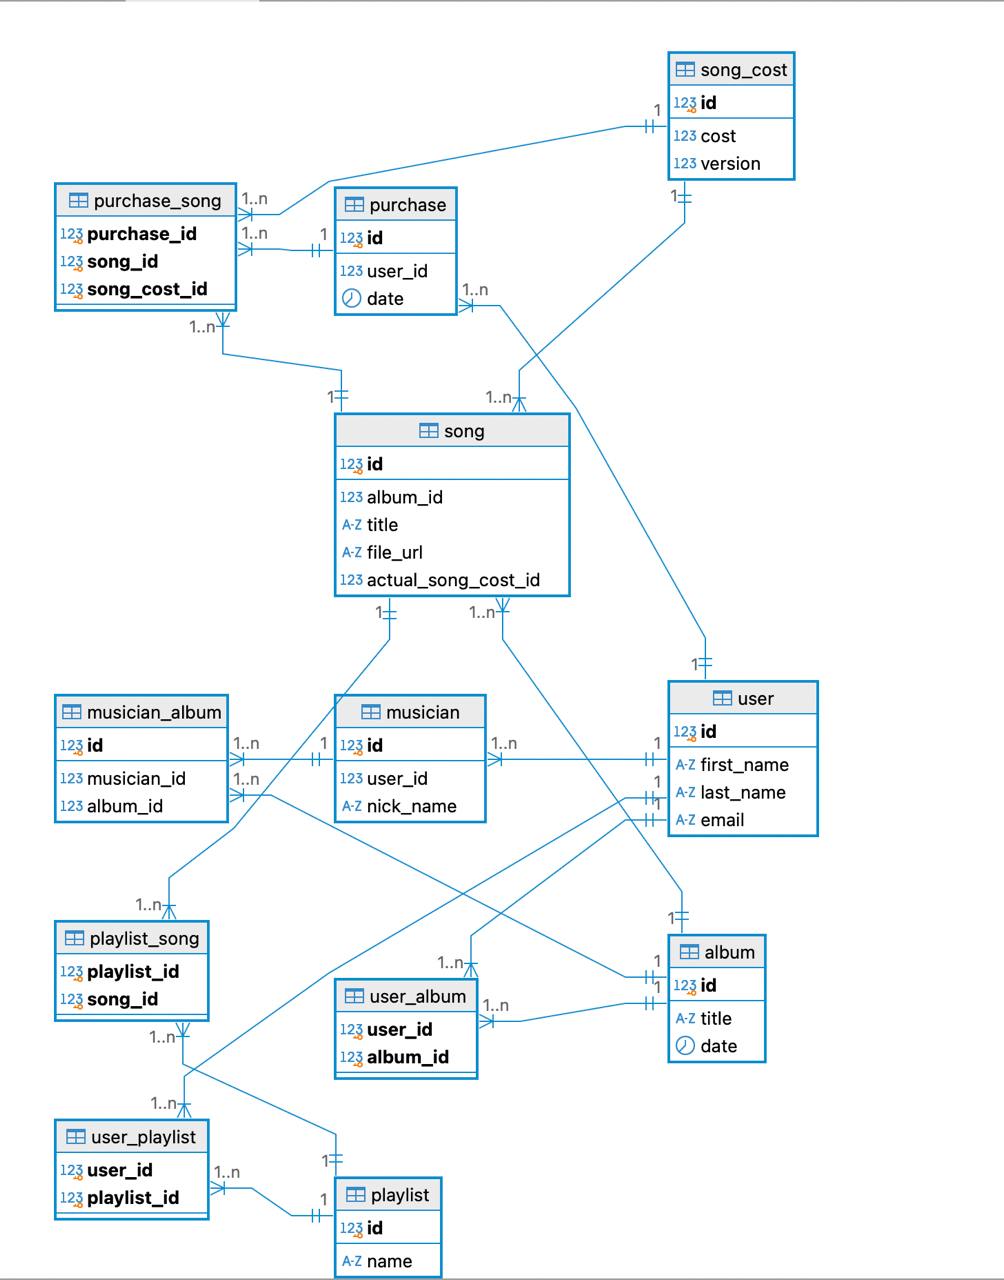 song_cost
123 id
123 cost
123 version
1
1
purchase_song
123 purchase_id
123 song_id
123 song_cost_id
1..n
1..n
1..n
purchase
123 id
123 user_id
date
1
1..n
1
1..n
song
123 id
123 album_id
A-Z title
A-Z file_url
123 actual_song_cost_id
1
1..n
musician_album
123 id
123 musician_id
123 album_id
1..n
1..n
musician
123 id
123 user_id
A-Z nick_name
1
1..n
1
user
123 id
A-Z first_name
A-Z last_name
A-Z email
1
1
1
1..n
playlist_song
123 playlist_id
123 song_id
1..n
1..n
user_album
123 user_id
123 album_id
1..n
1
album
123 id
A-Z title
date
1
1
1..n
user_playlist
123 user_id
123 playlist_id
1..n
1
playlist
123 id
A-Z name
1